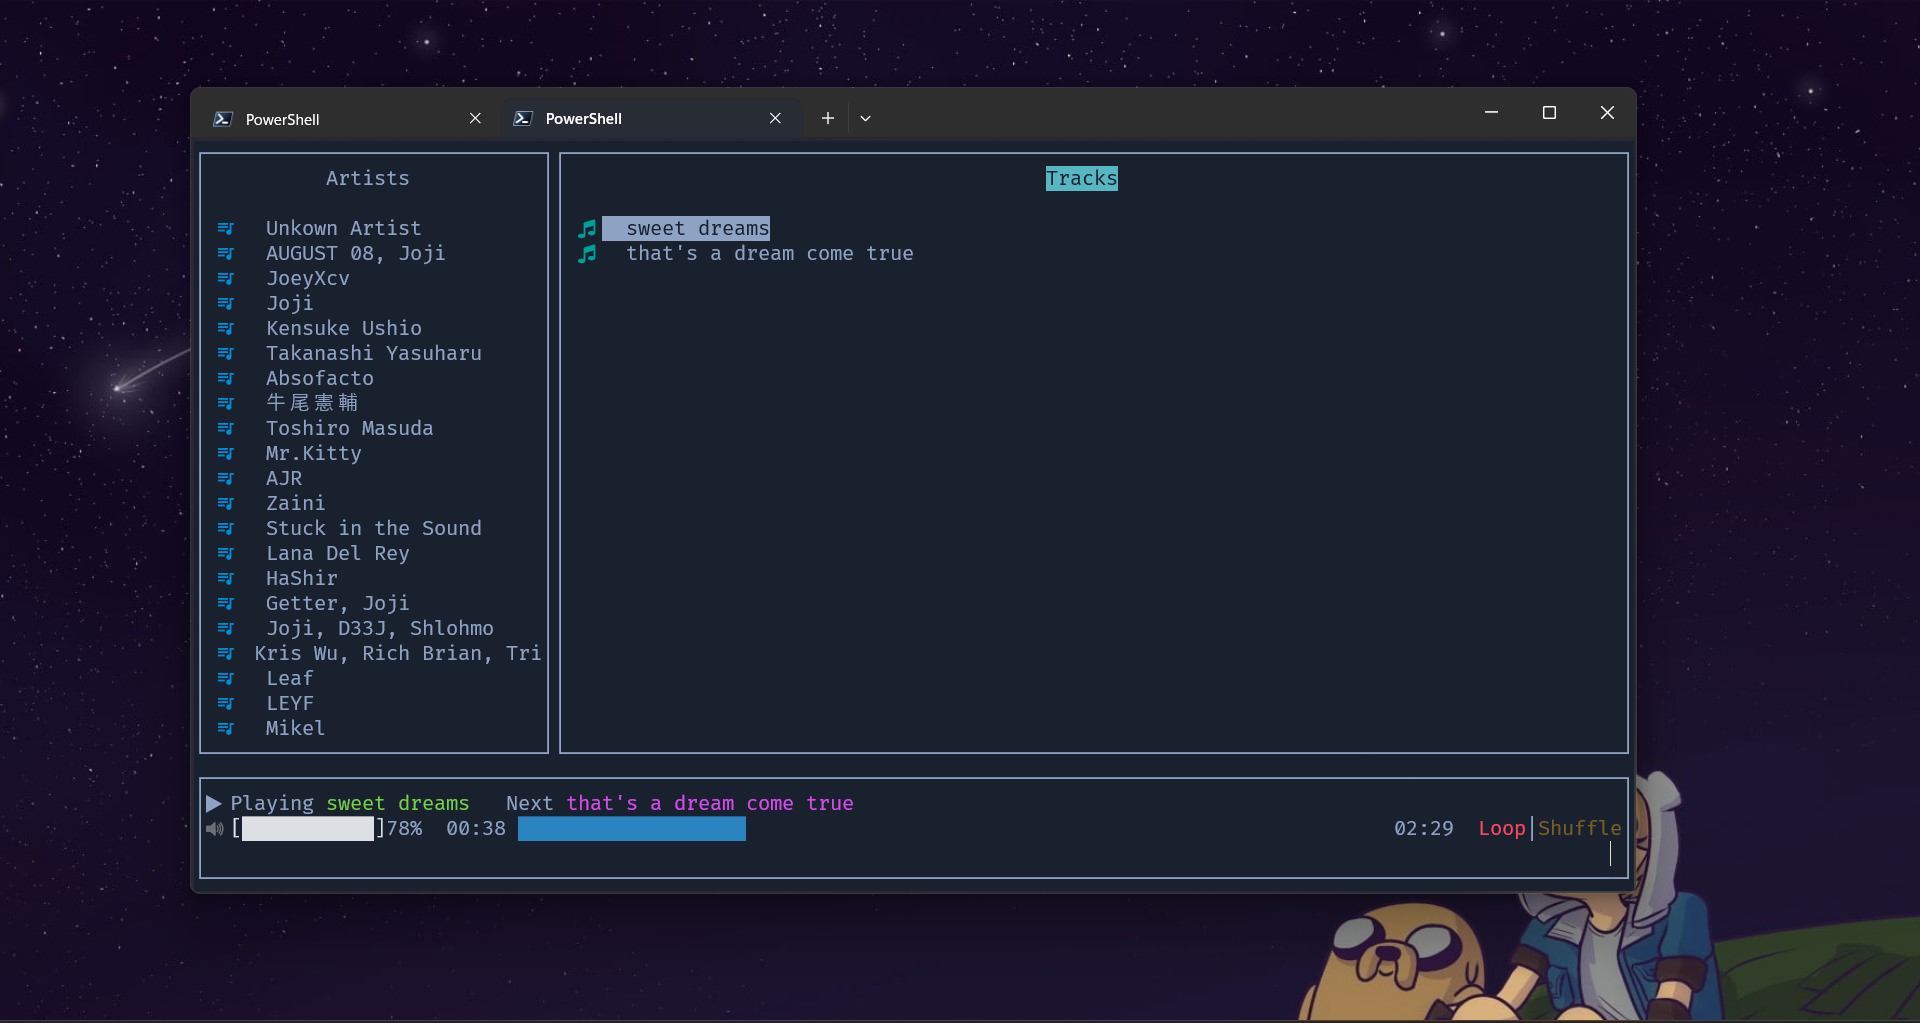 PowerShell
PowerShell
Artists
Unkown Artist
AUGUST 08, Joji
JoeyXcv
Joji
Kensuke Ushio
Takanashi Yasuharu
Absofacto
牛尾憲輔
Toshiro Masuda
Mr.Kitty
AJR
Zaini
Stuck in the Sound
Lana Del Rey
HaShir
Getter, Joji
Joji, D33J, Shlohmo
Kris Wu, Rich Brian, Tri
Leaf
LEYF
Mikel
Tracks
sweet dreams
that's a dream come true
Playing sweet dreams Next that's a dream come true
[ ]78% 00:38 02:29 Loop|Shuffle